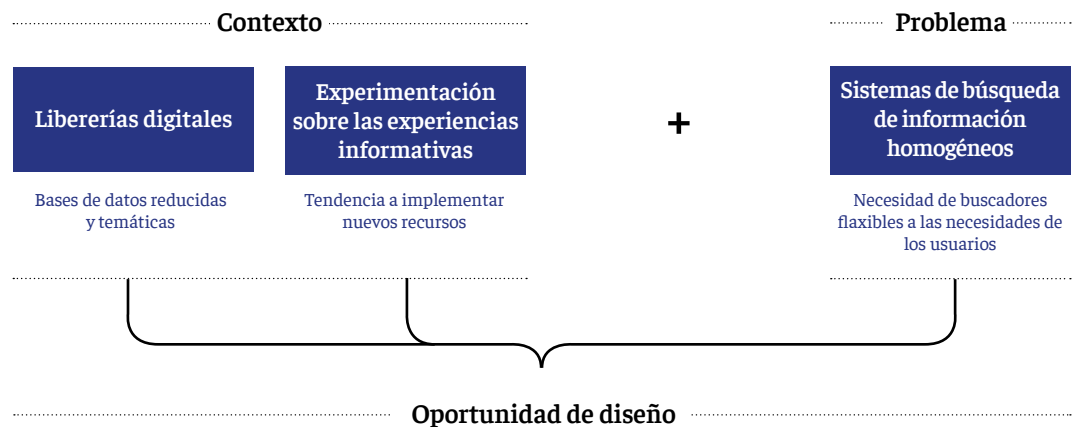 Contexto
Problema
Libererías digitales
Experimentación
sobre las experiencias
informativas
+
Sistemas de búsqueda
de información
homogéneos
Bases de datos reducidas
y temáticas
Tendencia a implementar
nuevos recursos
Necesidad de buscadores
flaxibles a las necesidades de
los usuarios
Oportunidad de diseño